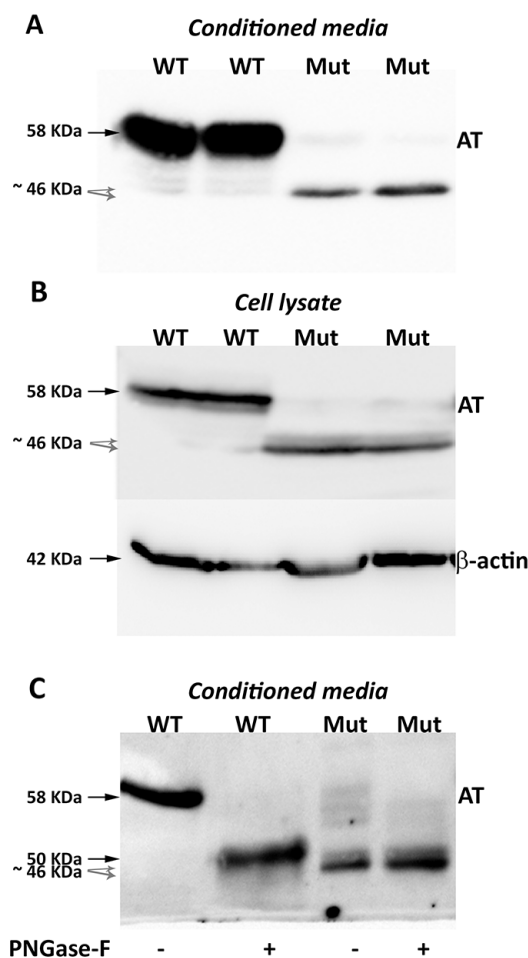 A
Conditioned media
WT WT Mut Mut
58 KDa AT
~ 46 KDa
B
Cell lysate
WT WT Mut Mut
58 KDa AT
~ 46 KDa
42 KDa β-actin
C
Conditioned media
WT WT Mut Mut
58 KDa AT
50 KDa
~ 46 KDa
PNGase-F - + - +